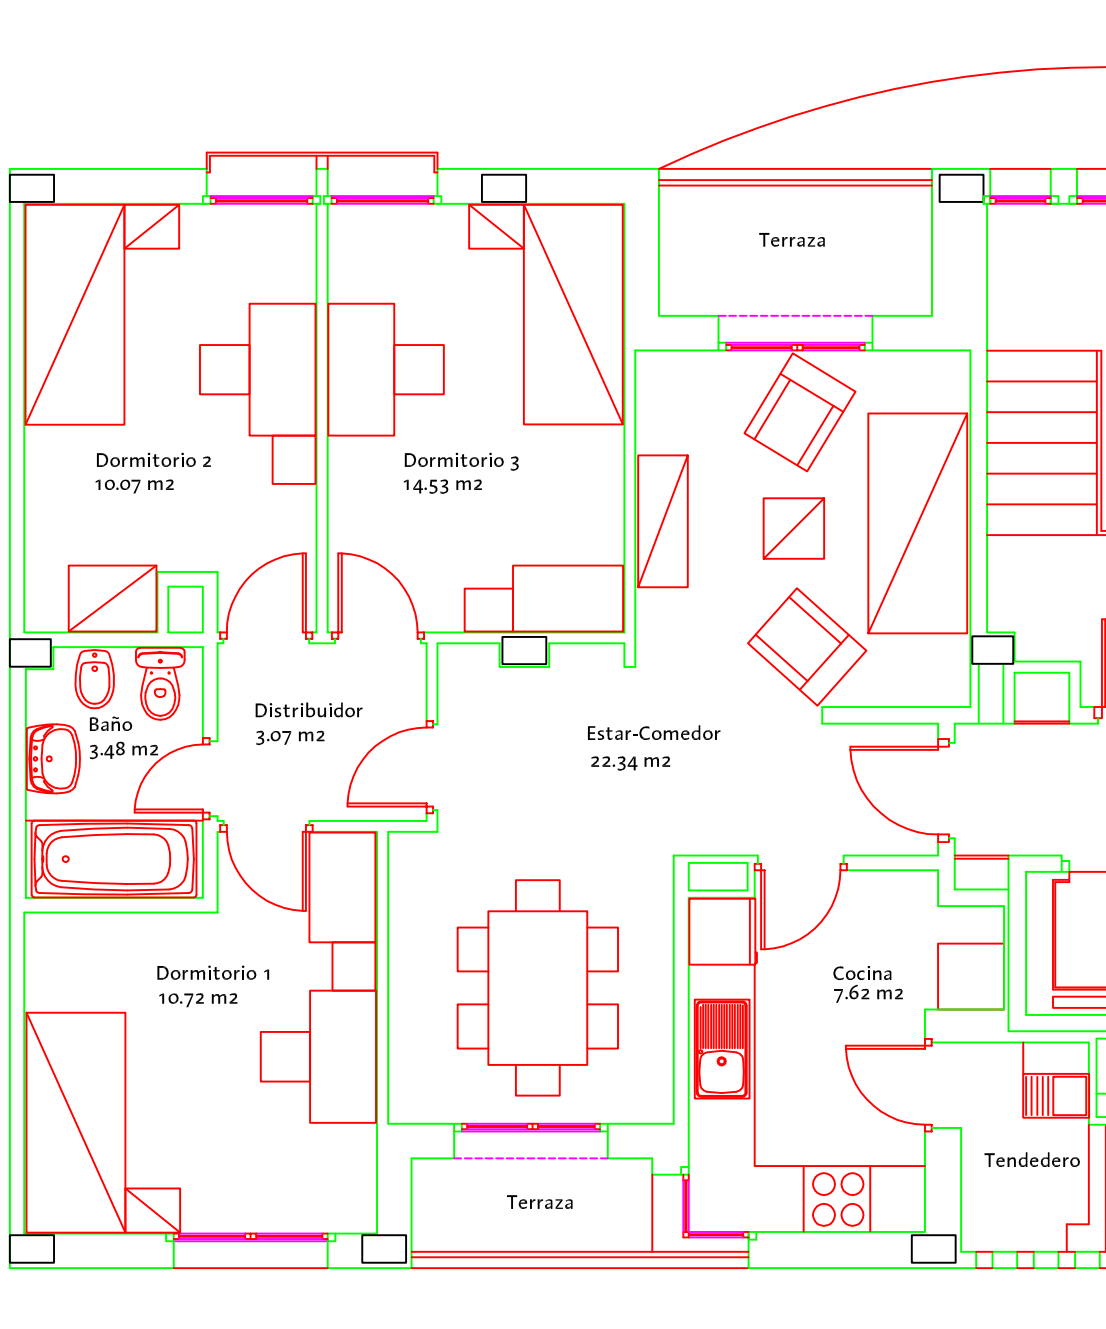 Terraza
Dormitorio 2
10.07 m2
Dormitorio 3
14.53 m2
Distribuidor
3.07 m2
Baño
3.48 m2
Estar-Comedor
22.34 m2
Dormitorio 1
10.72 m2
Cocina
7.62 m2
Tendedero
Terraza